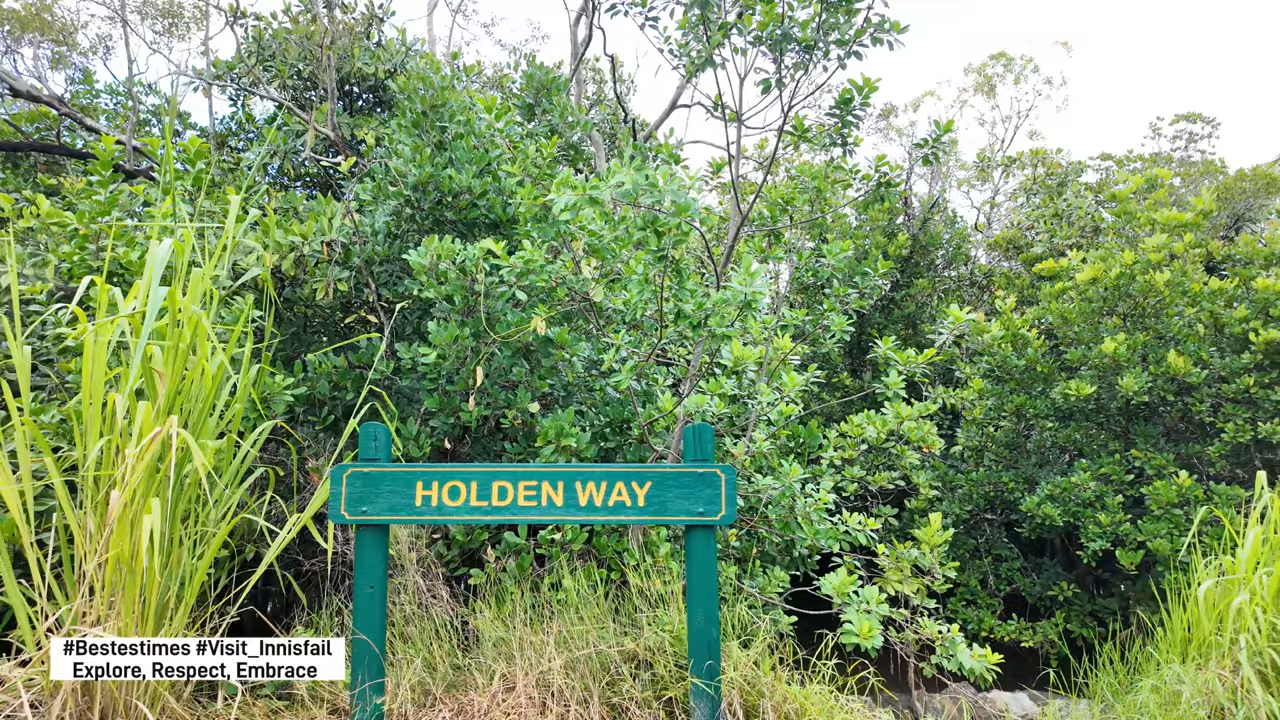 HOLDEN WAY
#Bestestimes #Visit_Innisfail
Explore, Respect, Embrace